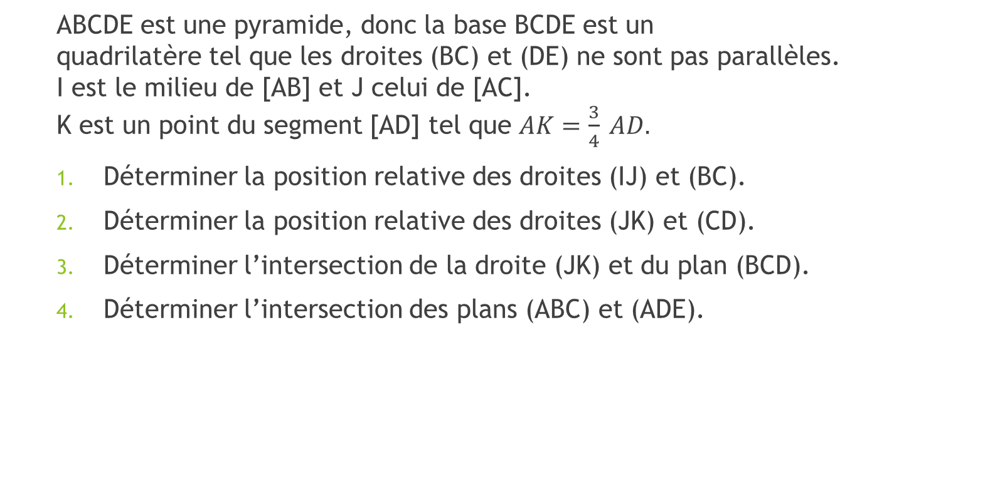 ABCDE est une pyramide, donc la base BCDE est un
quadrilatère tel que les droites (BC) et (DE) ne sont pas parallèles.
I est le milieu de [AB] et J celui de [AC].
K est un point du segment [AD] tel que AK = 3/4 AD.
1. Déterminer la position relative des droites (IJ) et (BC).
2. Déterminer la position relative des droites (JK) et (CD).
3. Déterminer l’intersection de la droite (JK) et du plan (BCD).
4. Déterminer l’intersection des plans (ABC) et (ADE).